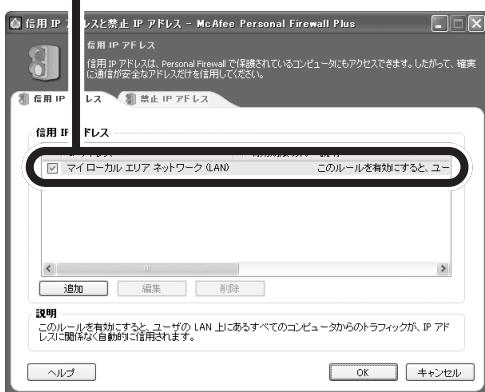 信用 IP アドレスと禁止 IP アドレス - McAfee Personal Firewall Plus
信用 IP アドレス
信用 IP アドレスは、Personal Firewall で保護されているコンピュータにもアクセスできます。したがって、確実
に通信が安全なアドレスだけを信用してください。
信用 IP レス
禁止 IP アドレス
信用 IP アドレス
マイ ローカル エリア ネットワーク (LAN)
このルールを有効にすると、ユー
追加
編集
削除
説明
このルールを有効にすると、ユーザの LAN 上にあるすべてのコンピュータからのトラフィックが、IP アド
レスに関係なく自動的に信用されます。
ヘルプ
OK
キャンセル